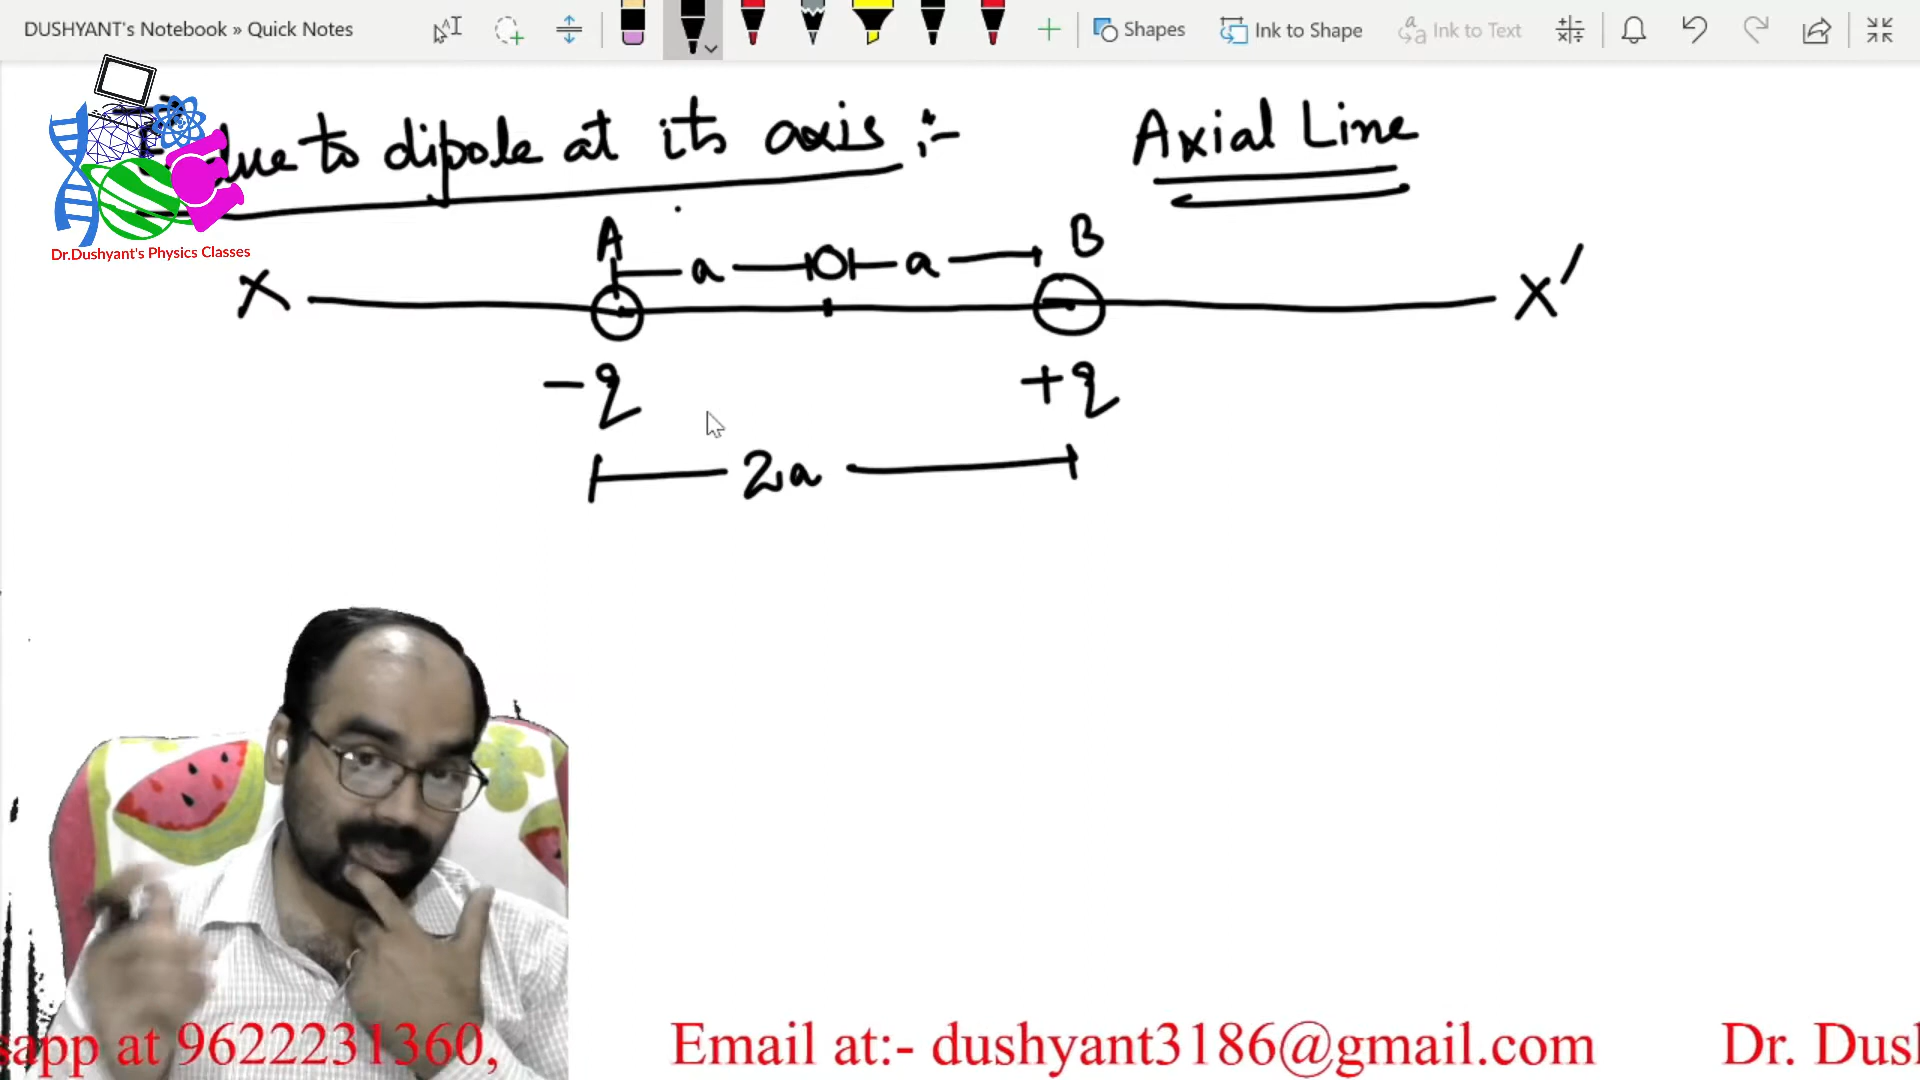 DUSHYANT's Notebook » Quick Notes
Shapes
Ink to Shape
Ink to Text
due to dipole at its axis :-
Axial Line
Dr.Dushyant's Physics Classes
A
B
a
O
a
X
X'
-q
+q
2a
app at 9622231360,
Email at:- dushyant3186@gmail.com
Dr. Dus